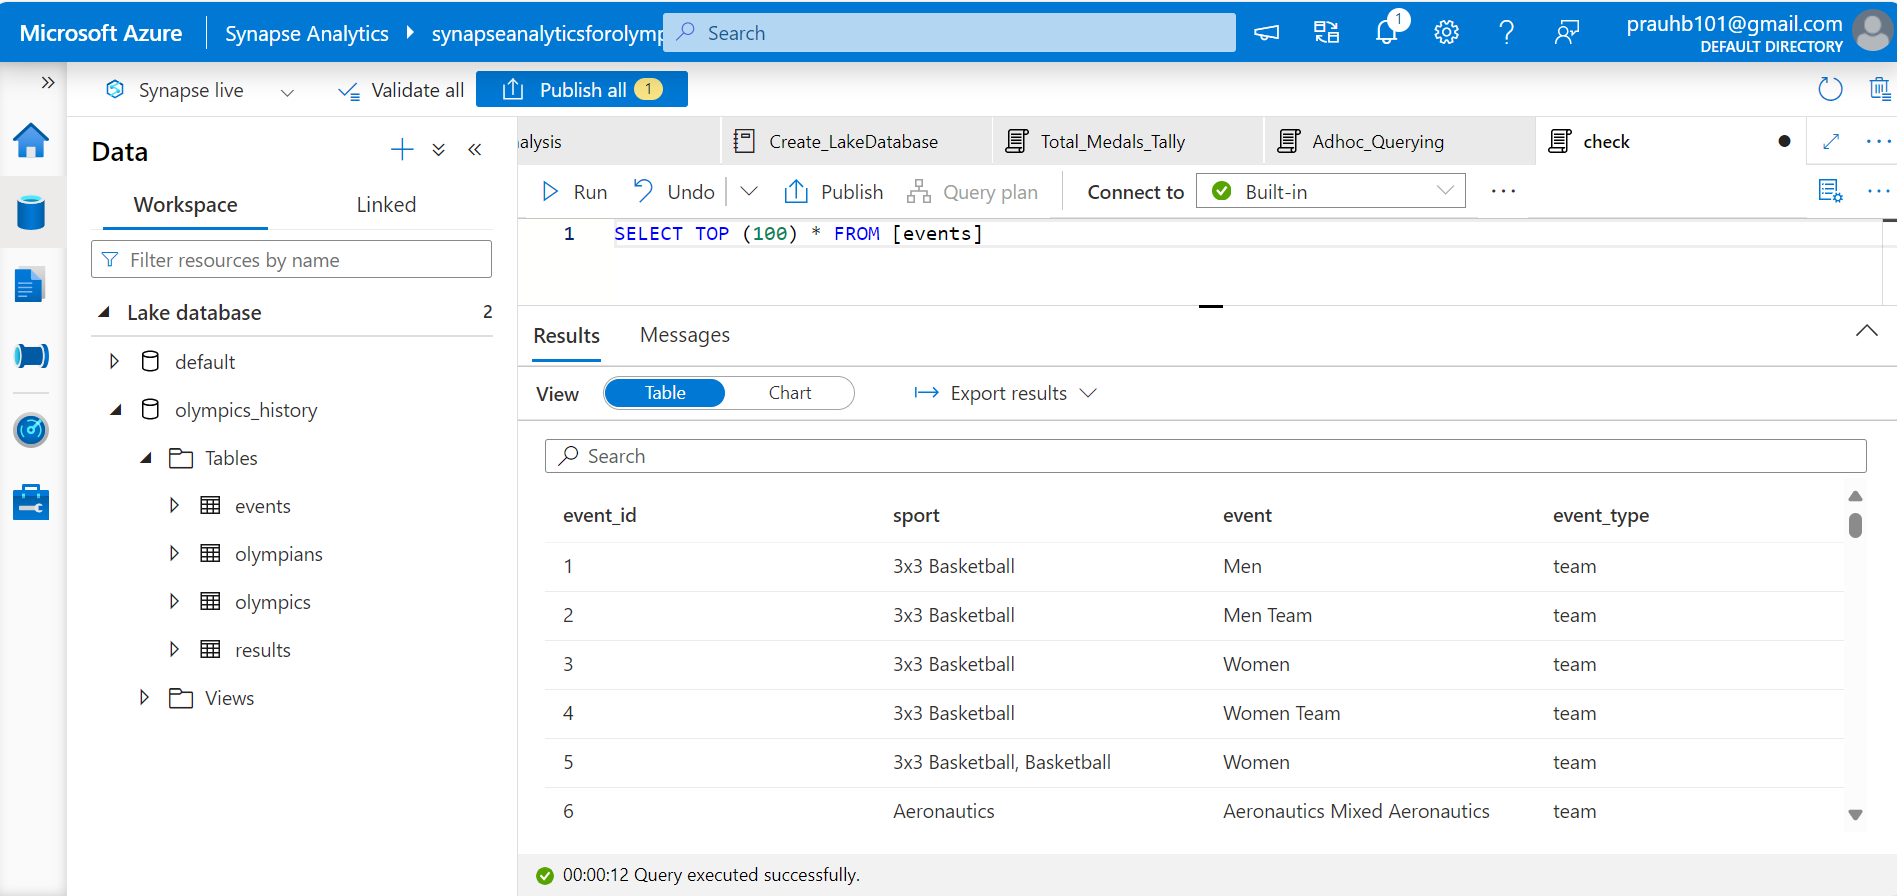 Microsoft Azure
Synapse Analytics
synapseanalyticsforolymp
Search
1
prauhb101@gmail.com
DEFAULT DIRECTORY
Synapse live
Validate all
Publish all 1
Data
Workspace
Linked
Filter resources by name
Lake database 2
default
olympics_history
Tables
events
olympians
olympics
results
Views
alysis
Create_LakeDatabase
Total_Medals_Tally
Adhoc_Querying
check
Run
Undo
Publish
Query plan
Connect to
Built-in
1 SELECT TOP (100) * FROM [events]
Results
Messages
View
Table
Chart
Export results
Search
event_id sport event event_type
1 3x3 Basketball Men team
2 3x3 Basketball Men Team team
3 3x3 Basketball Women team
4 3x3 Basketball Women Team team
5 3x3 Basketball, Basketball Women team
6 Aeronautics Aeronautics Mixed Aeronautics team
00:00:12 Query executed successfully.